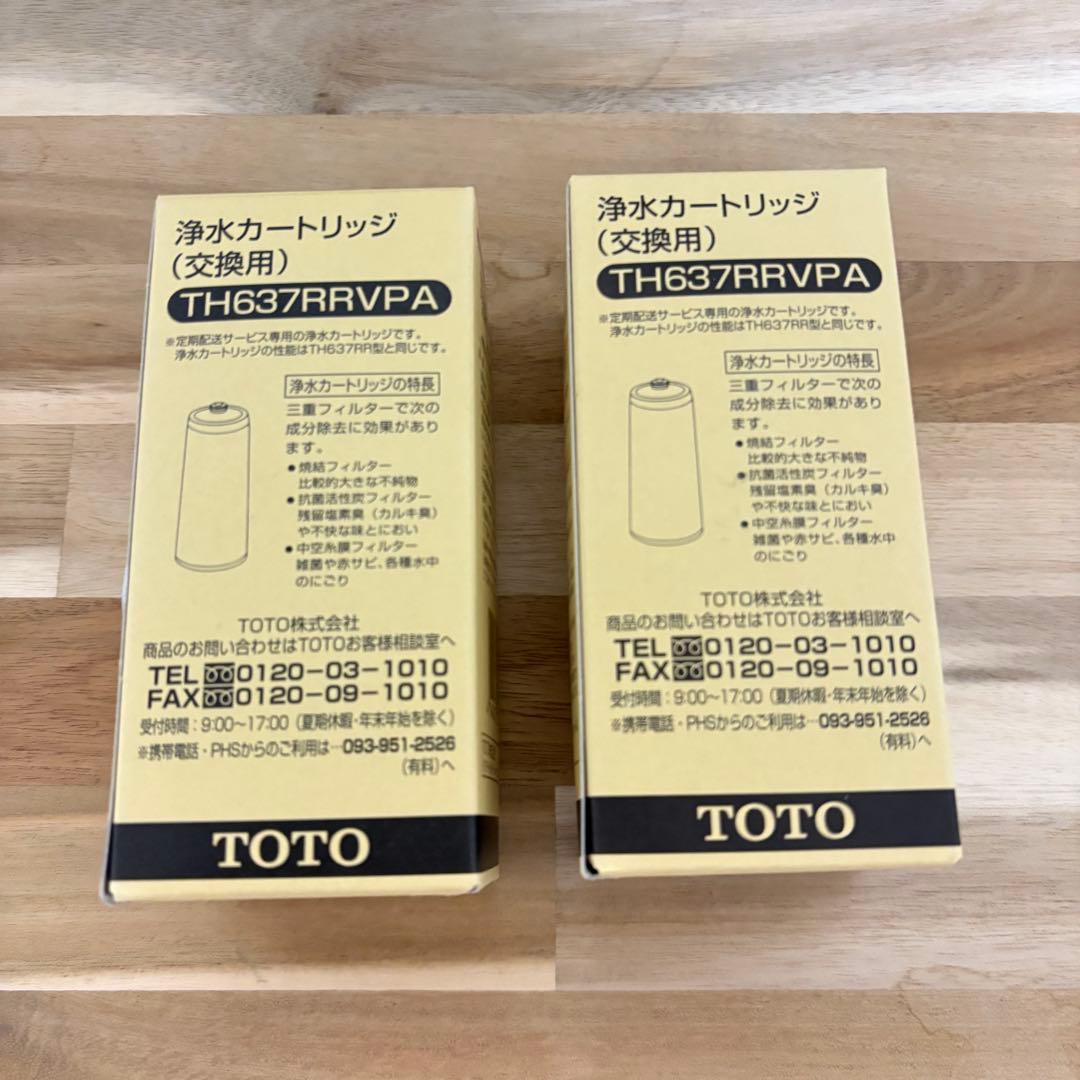 浄水カートリッジ
(交換用)
TH637RRVPA
※定期配送サービス専用の浄水カートリッジです。
浄水カートリッジの性能はTH637RR型と同じです。
浄水カートリッジの特長
三重フィルターで次の
成分除去に効果があり
ます。
●焼結フィルター
比較的大きな不純物
●抗菌活性炭フィルター
残留塩素臭（カルキ臭）
や不快な味とにおい
●中空糸膜フィルター
雑菌や赤サビ、各種水中
のにごり
TOTO株式会社
商品のお問い合わせはTOTOお客様相談室へ
TEL 0120-03-1010
FAX 0120-09-1010
受付時間：9:00〜17:00（夏期休暇・年末年始を除く）
※携帯電話・PHSからのご利用は…093-951-2526
(有料)へ
TOTO
浄水カートリッジ
(交換用)
TH637RRVPA
※定期配送サービス専用の浄水カートリッジです。
浄水カートリッジの性能はTH637RR型と同じです。
浄水カートリッジの特長
三重フィルターで次の
成分除去に効果があり
ます。
●焼結フィルター
比較的大きな不純物
●抗菌活性炭フィルター
残留塩素臭（カルキ臭）
や不快な味とにおい
●中空糸膜フィルター
雑菌や赤サビ、各種水中
のにごり
TOTO株式会社
商品のお問い合わせはTOTOお客様相談室へ
TEL 0120-03-1010
FAX 0120-09-1010
受付時間：9:00〜17:00（夏期休暇・年末年始を除く）
※携帯電話・PHSからのご利用は…093-951-2526
(有料)へ
TOTO